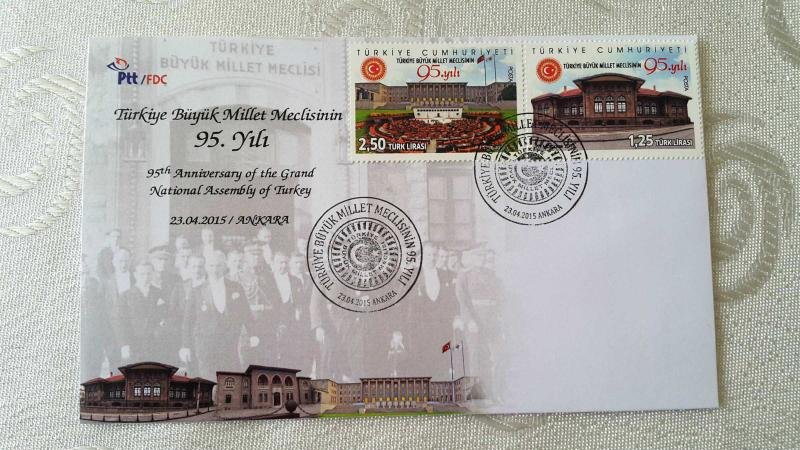 TÜRKİYE
BÜYÜK MİLLET MECLİSİ
Ptt /FDC
Türkiye Büyük Millet Meclisinin
95. Yılı
95th Anniversary of the Grand
National Assembly of Turkey
23.04.2015 / ANKARA
TÜRKİYE CUMHURİYETİ
TÜRKİYE BÜYÜK MİLLET MECLİSİNİN
95.yılı
POSTA
2,50 TÜRK LİRASI
TÜRKİYE CUMHURİYETİ
TÜRKİYE BÜYÜK MİLLET MECLİSİNİN
95.yılı
POSTA
1,25 TÜRK LİRASI
TÜRKİYE BÜYÜK MİLLET MECLİSİNİN 95. YILI
23.04.2015 ANKARA
TÜRKİYE BÜYÜK MİLLET MECLİSİNİN 95. YILI
23.04.2015 ANKARA